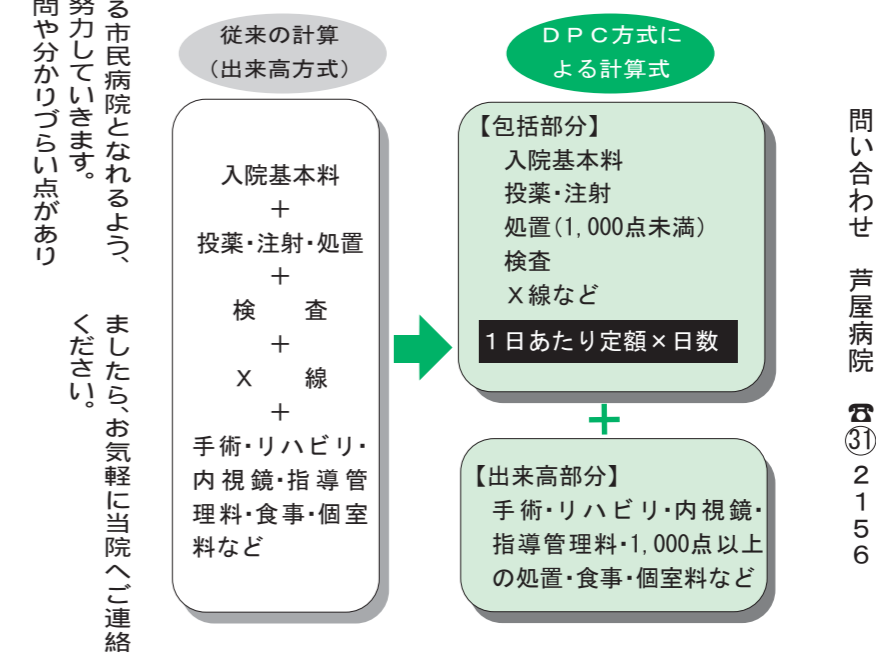 問い合わせ 芦屋病院 ☎㉛2156
従来の計算
(出来高方式)
入院基本料
+
投薬・注射・処置
+
検 査
+
X 線
+
手術・リハビリ・
内視鏡・指導管
理料・食事・個室
料など
DPC方式に
よる計算式
【包括部分】
入院基本料
投薬・注射
処置(1,000点未満)
検査
X線など
1日あたり定額×日数
+
【出来高部分】
手術・リハビリ・内視鏡・
指導管理料・1,000点以上
の処置・食事・個室料など
る市民病院となれるよう、
努力していきます。
問や分かりづらい点があり
ましたら、お気軽に当院へご連絡
ください。